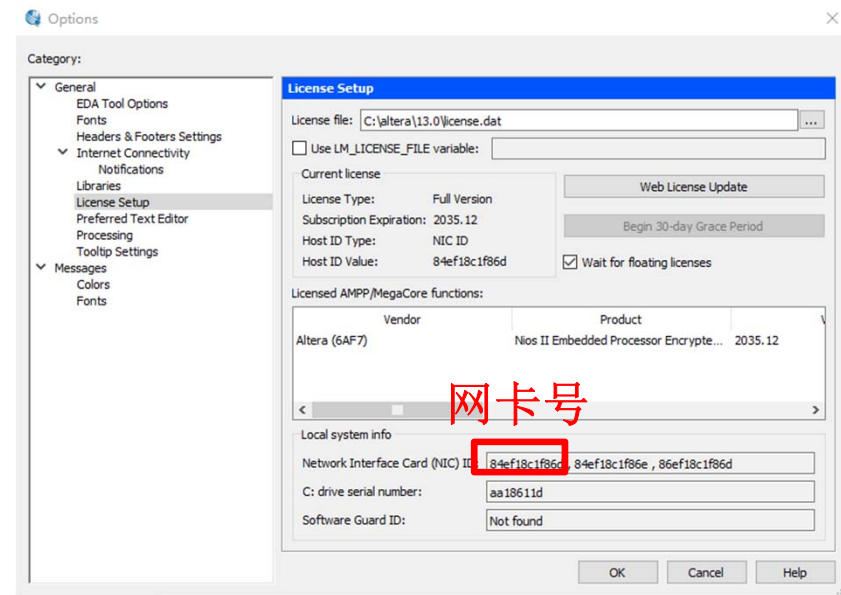 Options
Category:
General
EDA Tool Options
Fonts
Headers & Footers Settings
Internet Connectivity
Notifications
Libraries
License Setup
Preferred Text Editor
Processing
Tooltip Settings
Messages
Colors
Fonts
License Setup
License file: C:\altera\13.0\license.dat ...
Use LM_LICENSE_FILE variable:
Current license
License Type: Full Version
Subscription Expiration: 2035.12
Host ID Type: NIC ID
Host ID Value: 84ef18c1f86d
Web License Update
Begin 30-day Grace Period
Wait for floating licenses
Licensed AMPP/MegaCore functions:
Vendor Product
Altera (6AF7) Nios II Embedded Processor Encrypte... 2035.12
网卡号
Local system info
Network Interface Card (NIC) ID: 84ef18c1f86d , 84ef18c1f86e , 86ef18c1f86d
C: drive serial number: aa18611d
Software Guard ID: Not found
OK Cancel Help